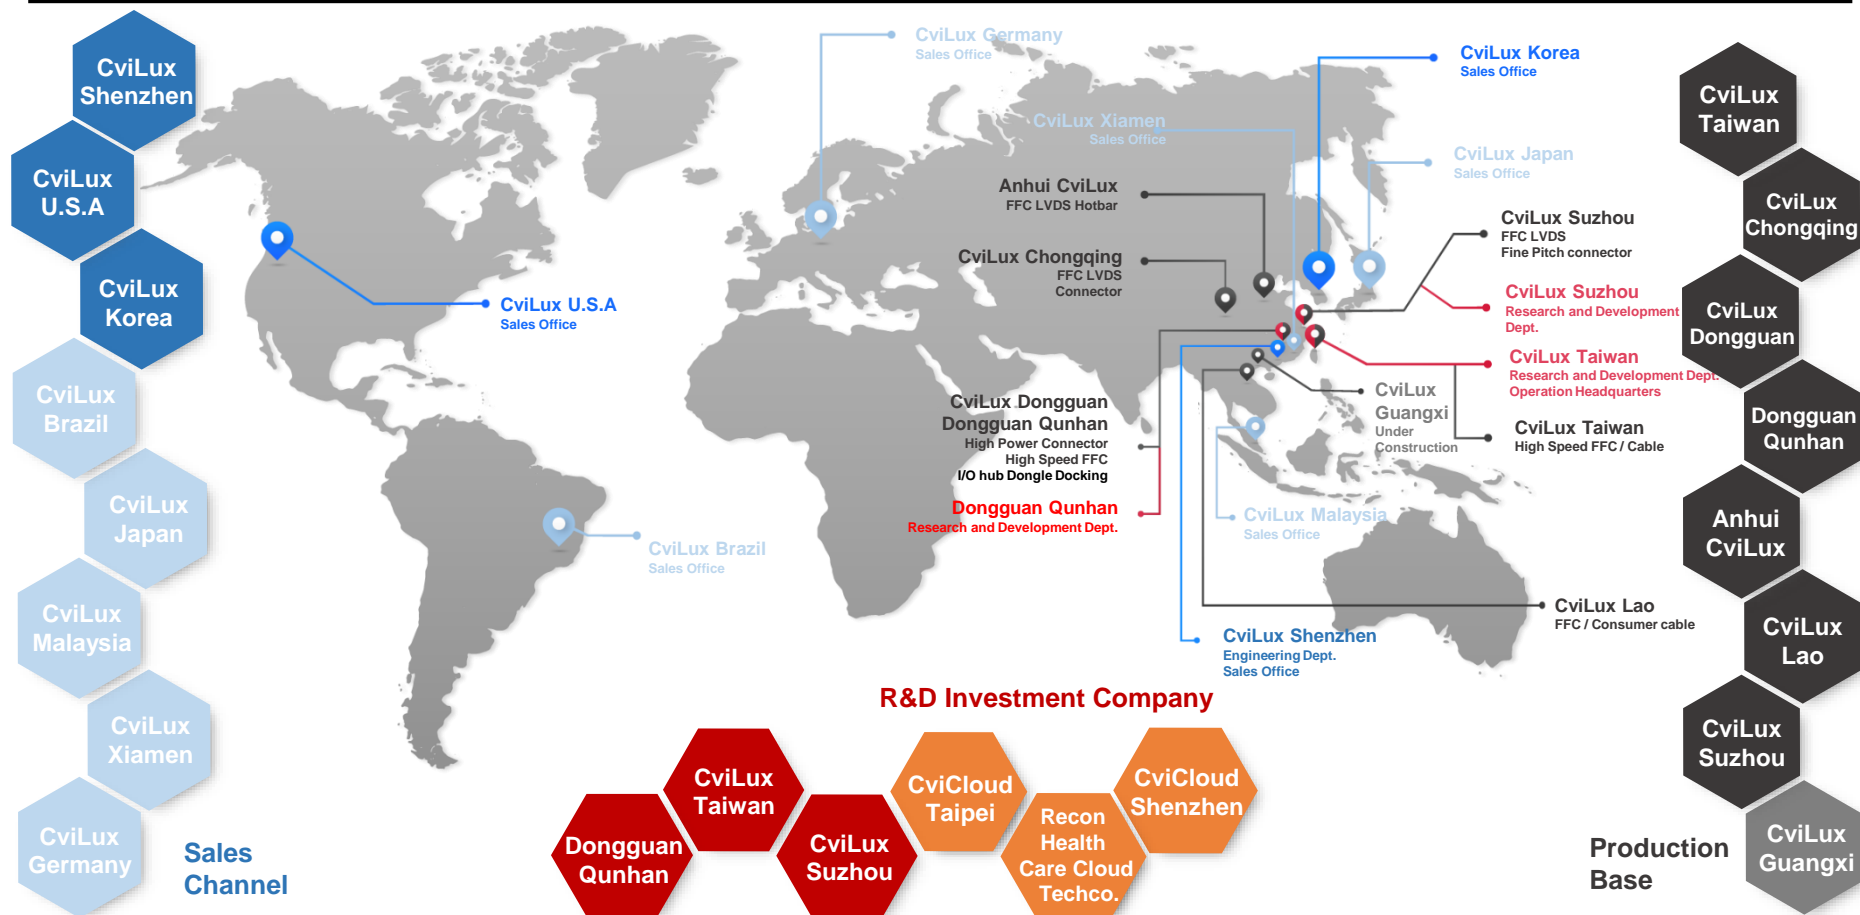 CviLux
Shenzhen
CviLux
U.S.A
CviLux
Korea
CviLux
Brazil
CviLux
Japan
CviLux
Malaysia
CviLux
Xiamen
CviLux
Germany
Sales
Channel
CviLux Germany
Sales Office
CviLux Korea
Sales Office
CviLux Xiamen
Sales Office
CviLux Japan
Sales Office
Anhui CviLux
FFC LVDS Hotbar
CviLux Suzhou
FFC LVDS
Fine Pitch connector
CviLux Chongqing
FFC LVDS
Connector
CviLux Suzhou
Research and Development
Dept.
CviLux U.S.A
Sales Office
CviLux Taiwan
Research and Development Dept.
Operation Headquarters
CviLux
Guangxi
Under
Construction
CviLux Dongguan
Dongguan Qunhan
High Power Connector
High Speed FFC
I/O hub Dongle Docking
CviLux Taiwan
High Speed FFC / Cable
Dongguan Qunhan
Research and Development Dept.
CviLux Malaysia
Sales Office
CviLux Brazil
Sales Office
CviLux Lao
FFC / Consumer cable
CviLux Shenzhen
Engineering Dept.
Sales Office
R&D Investment Company
Dongguan
Qunhan
CviLux
Taiwan
CviLux
Suzhou
CviCloud
Taipei
Recon
Health
Care Cloud
Techco.
CviCloud
Shenzhen
CviLux
Taiwan
CviLux
Chongqing
CviLux
Dongguan
Dongguan
Qunhan
Anhui
CviLux
CviLux
Lao
CviLux
Suzhou
CviLux
Guangxi
Production
Base